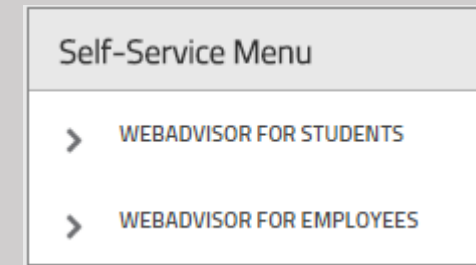 Self-Service Menu
WEBADVISOR FOR STUDENTS
WEBADVISOR FOR EMPLOYEES